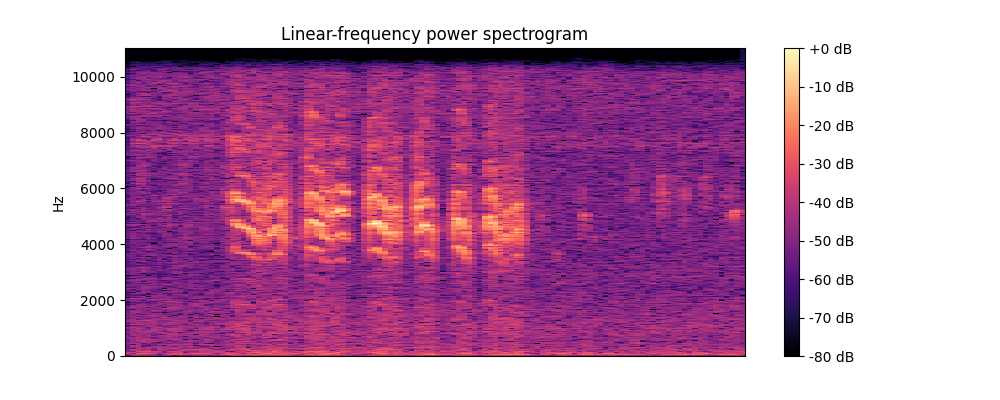 Linear-frequency power spectrogram
Hz
10000
8000
6000
4000
2000
0
+0 dB
-10 dB
-20 dB
-30 dB
-40 dB
-50 dB
-60 dB
-70 dB
-80 dB